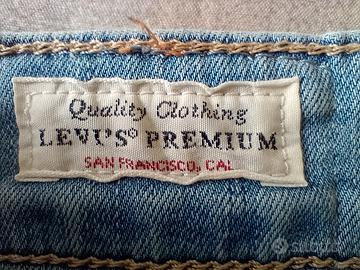 Quality Clothing
LEVI'S® PREMIUM
SAN FRANCISCO, CAL